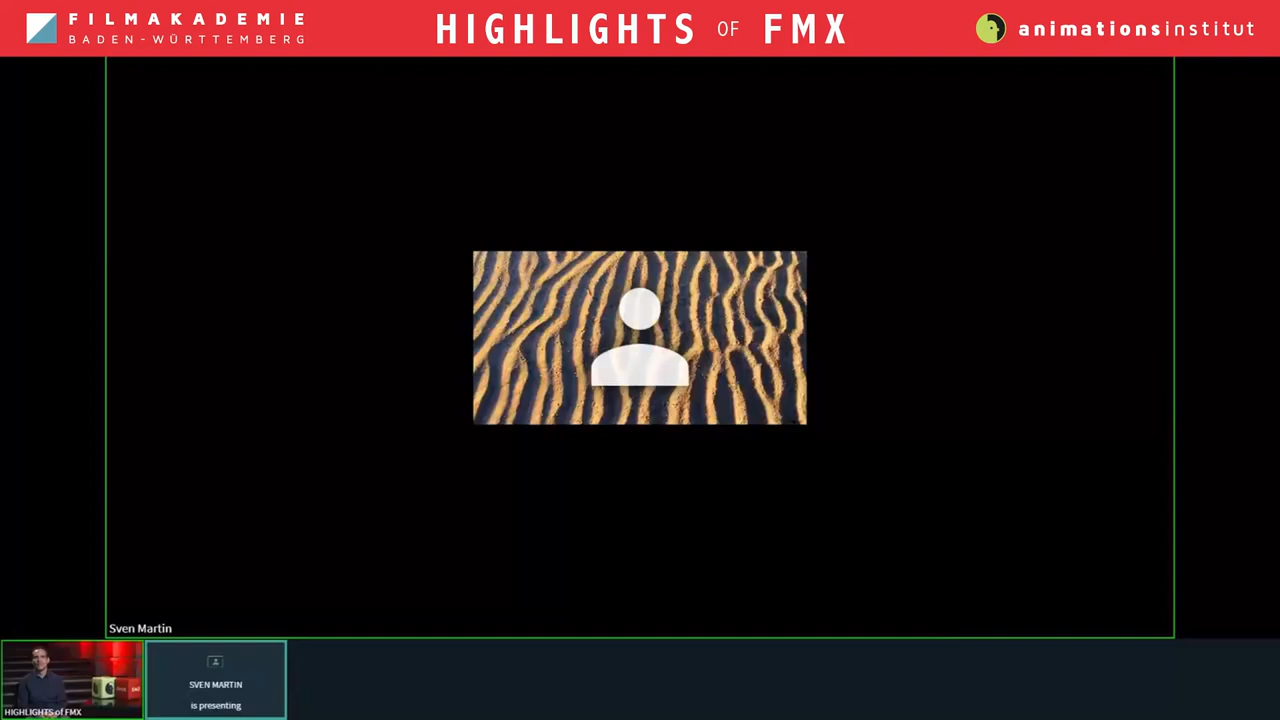 FILMAKADEMIE
BADEN-WÜRTTEMBERG
HIGHLIGHTS OF FMX
animationsinstitut
Sven Martin
HIGHLIGHTS of FMX
SVEN MARTIN
is presenting